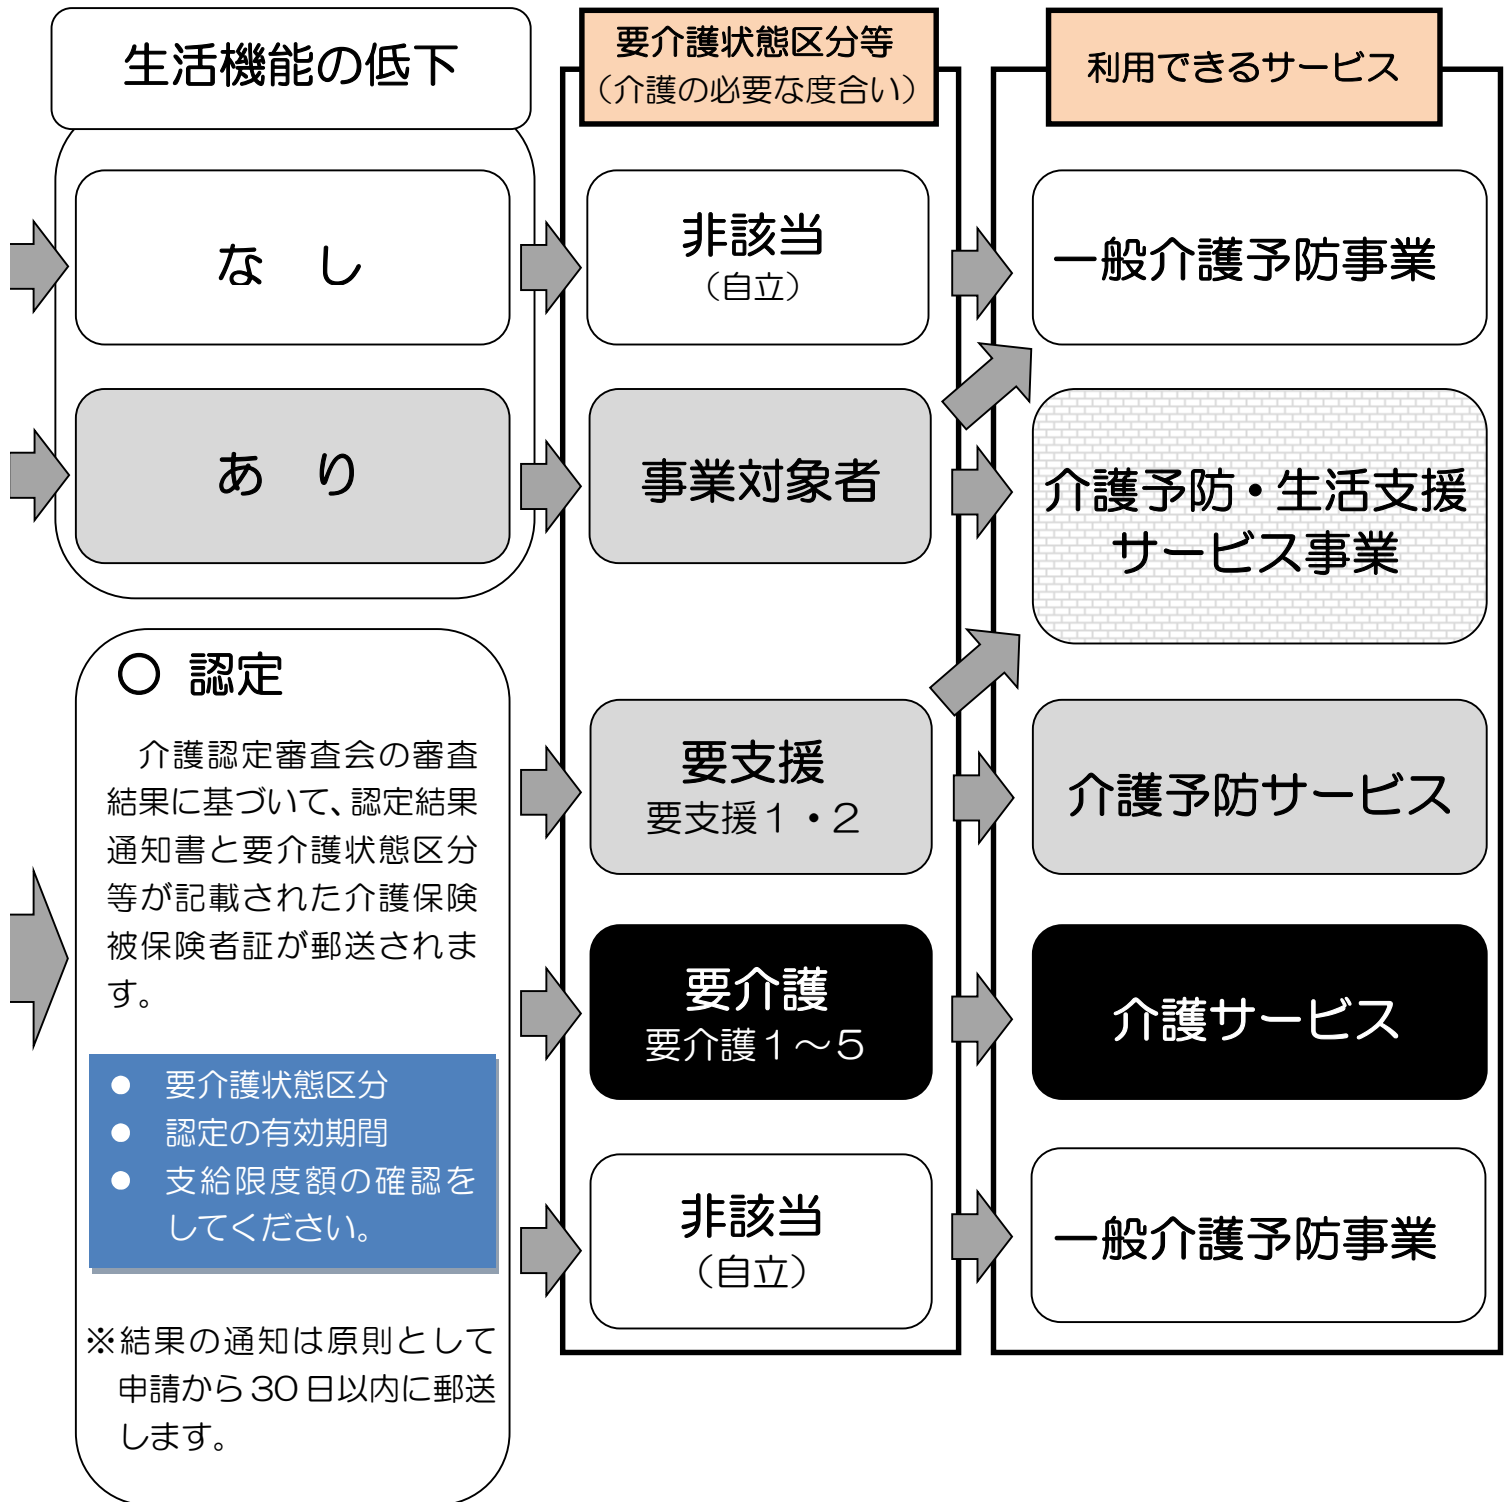 生活機能の低下
なし
あり
○ 認定
介護認定審査会の審査
結果に基づいて、認定結果
通知書と要介護状態区分
等が記載された介護保険
被保険者証が郵送されま
す。
● 要介護状態区分
● 認定の有効期間
● 支給限度額の確認を
してください。
※結果の通知は原則として
申請から30日以内に郵送
します。
要介護状態区分等
（介護の必要な度合い）
非該当
（自立）
事業対象者
要支援
要支援１・２
要介護
要介護１～５
非該当
（自立）
利用できるサービス
一般介護予防事業
介護予防・生活支援
サービス事業
介護予防サービス
介護サービス
一般介護予防事業